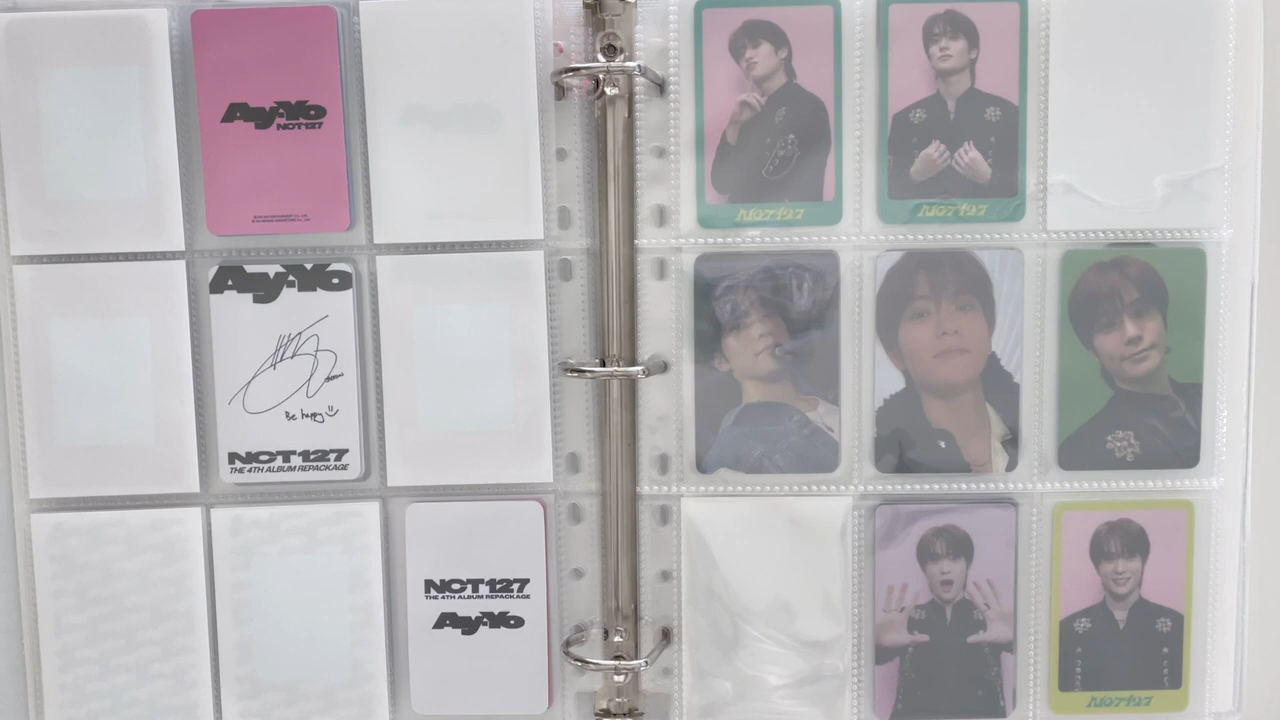 Ay-Yo
NCT127
Ay-Yo
Be happy
NCT127
THE 4TH ALBUM REPACKAGE
NCT127
THE 4TH ALBUM REPACKAGE
Ay-Yo
NCT127
NCT127
NCT127